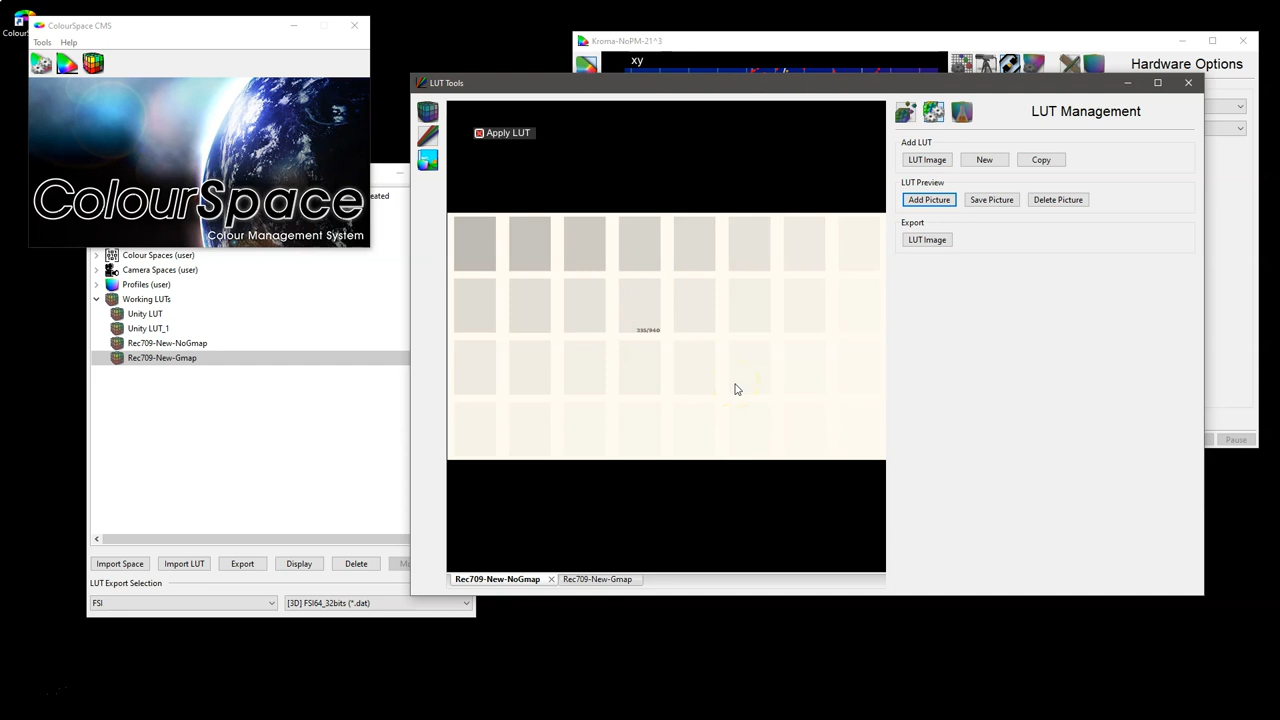 ColourSpace CMS
Tools Help
ColourSpace
Colour Management System
Kroma-NoPM-21^3
xy
Hardware Options
LUT Tools
Apply LUT
LUT Management
Add LUT
LUT Image New Copy
LUT Preview
Add Picture Save Picture Delete Picture
Export
LUT Image
235/940
Colour Spaces (user)
Camera Spaces (user)
Profiles (user)
Working LUTs
Unity LUT
Unity LUT_1
Rec709-New-NoGmap
Rec709-New-Gmap
Pause
Import Space Import LUT Export Display Delete
LUT Export Selection
FSI [3D] FSI64_32bits (*.dat)
Rec709-New-NoGmap Rec709-New-Gmap